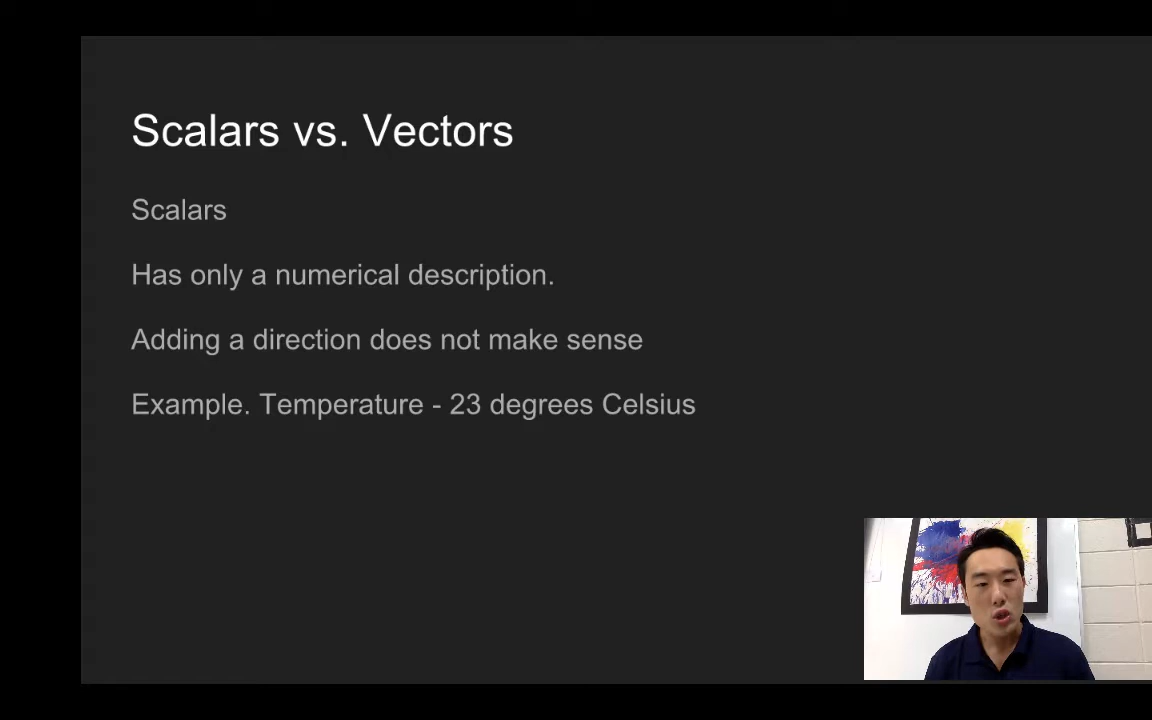 Scalars vs. Vectors
Scalars
Has only a numerical description.
Adding a direction does not make sense
Example. Temperature - 23 degrees Celsius